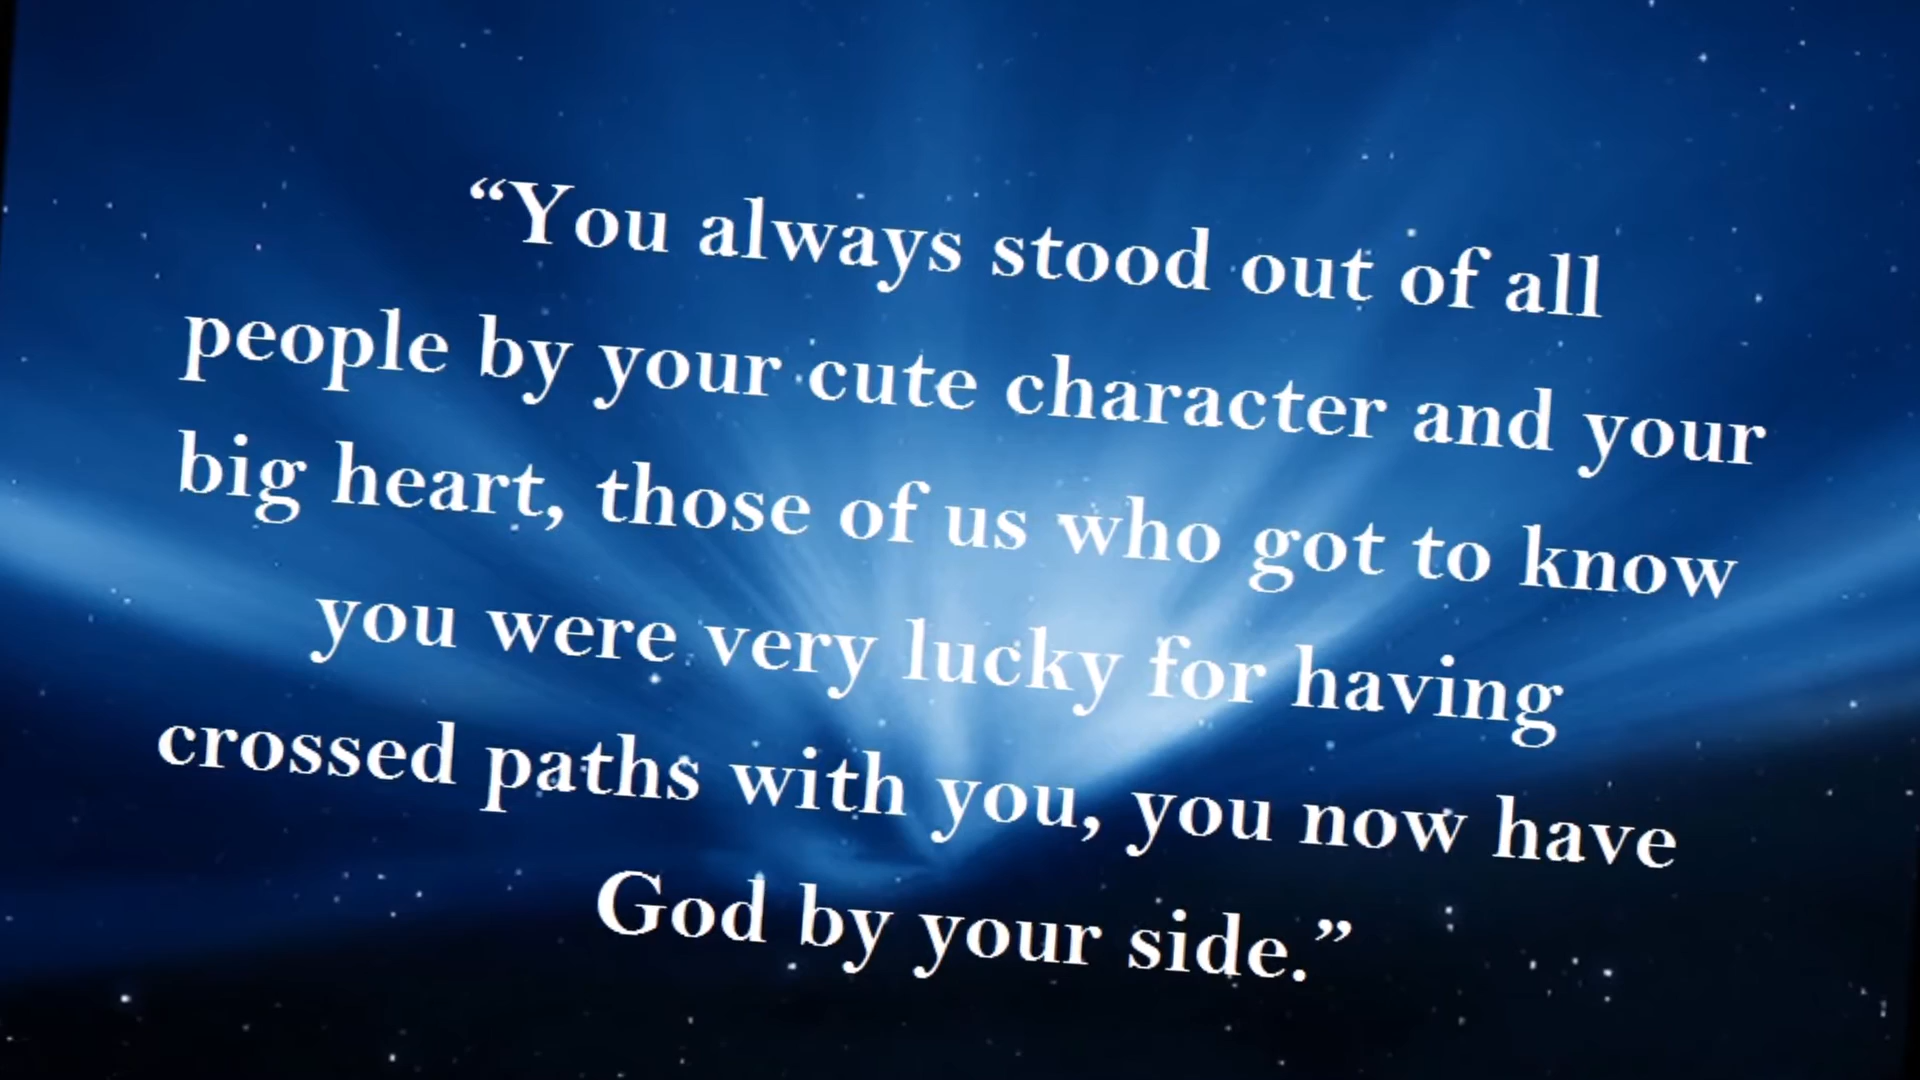 “You always stood out of all
people by your cute character and your
big heart, those of us who got to know
you were very lucky for having
crossed paths with you, you now have
God by your side.”